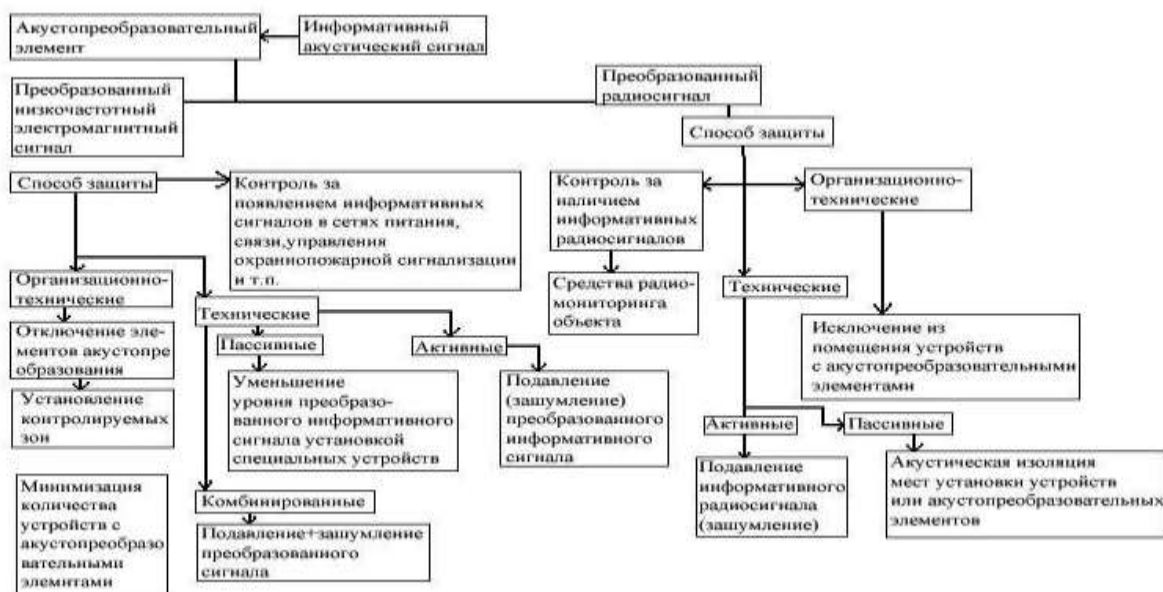 Акустопреобразовательный
элемент
Информативный
акустический сигнал
Преобразованный
низкочастотный
электромагнитный
сигнал
Преобразованный
радиосигнал
Способ защиты
Способ защиты
Контроль за
появлением информативных
сигналов в сетях питания,
связи,управления
охраннопожарной сигнализации
и т.п.
Контроль за
наличием
информативных
радиосигналов
Организационно-
технические
Организационно-
технические
Средства радио-
мониторинга
объекта
Технические
Технические
Отключение эле-
ментов акустопре
образования
Пассивные
Активные
Исключение из
помещения устройств
с акустопреобразовательными
элементами
Установление
контролируемых
зон
Уменьшение
уровня преобразо-
ванного информативного
сигнала установкой
специальных устройств
Подавление
(зашумление)
преобразованного
информативного
сигнала
Активные
Пассивные
Минимизация
количества
устройств с
акустопреобразо
вательными
элемнтами
Комбинированные
Подавление+зашумление
преобразованного
сигнала
Подавление
информативного
радиосигнала
(зашумление)
Акустическая изоляция
мест установки устройств
или акустопреобразовательных
элементов